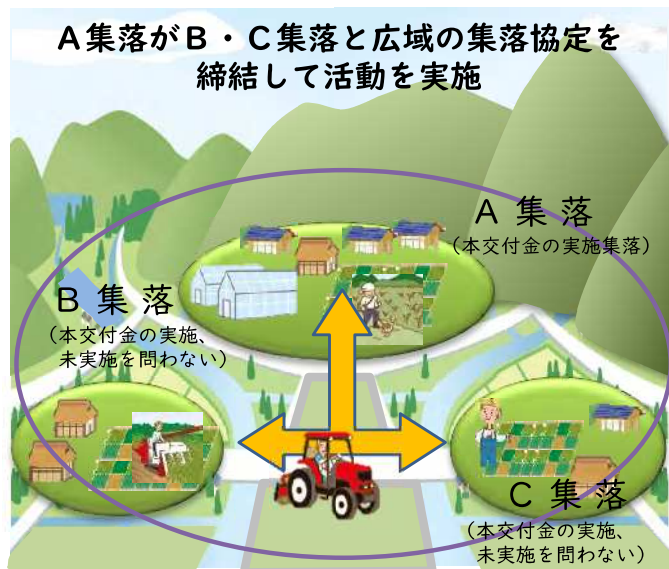 A集落がB・C集落と広域の集落協定を
締結して活動を実施
A 集 落
(本交付金の実施集落)
B 集 落
(本交付金の実施、
未実施を問わない)
C 集 落
(本交付金の実施、
未実施を問わない)